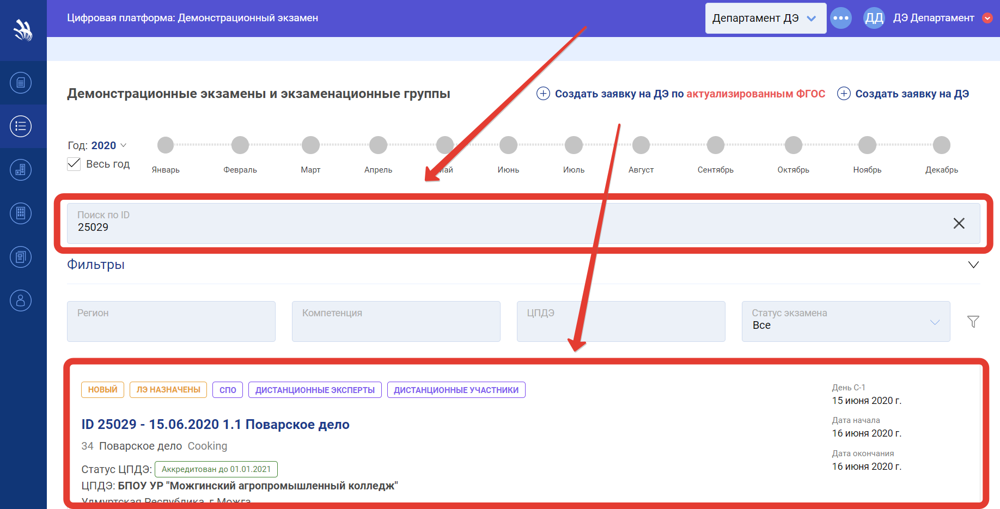 Цифровая платформа: Демонстрационный экзамен
Департамент ДЭ
ДД
ДЭ Департамент
Демонстрационные экзамены и экзаменационные группы
Создать заявку на ДЭ по актуализированным ФГОС
Создать заявку на ДЭ
Год: 2020
Весь год
Январь
Февраль
Март
Апрель
Май
Июнь
Июль
Август
Сентябрь
Октябрь
Ноябрь
Декабрь
Поиск по ID
25029
Фильтры
Регион
Компетенция
ЦПДЭ
Статус экзамена
Все
НОВЫЙ
ЛЭ НАЗНАЧЕНЫ
СПО
ДИСТАНЦИОННЫЕ ЭКСПЕРТЫ
ДИСТАНЦИОННЫЕ УЧАСТНИКИ
ID 25029 - 15.06.2020 1.1 Поварское дело
34 Поварское дело Cooking
Статус ЦПДЭ: Аккредитован до 01.01.2021
ЦПДЭ: БПОУ УР "Можгинский агропромышленный колледж"
Удмуртская Республика, г Можга
День С-1
15 июня 2020 г.
Дата начала
16 июня 2020 г.
Дата окончания
16 июня 2020 г.